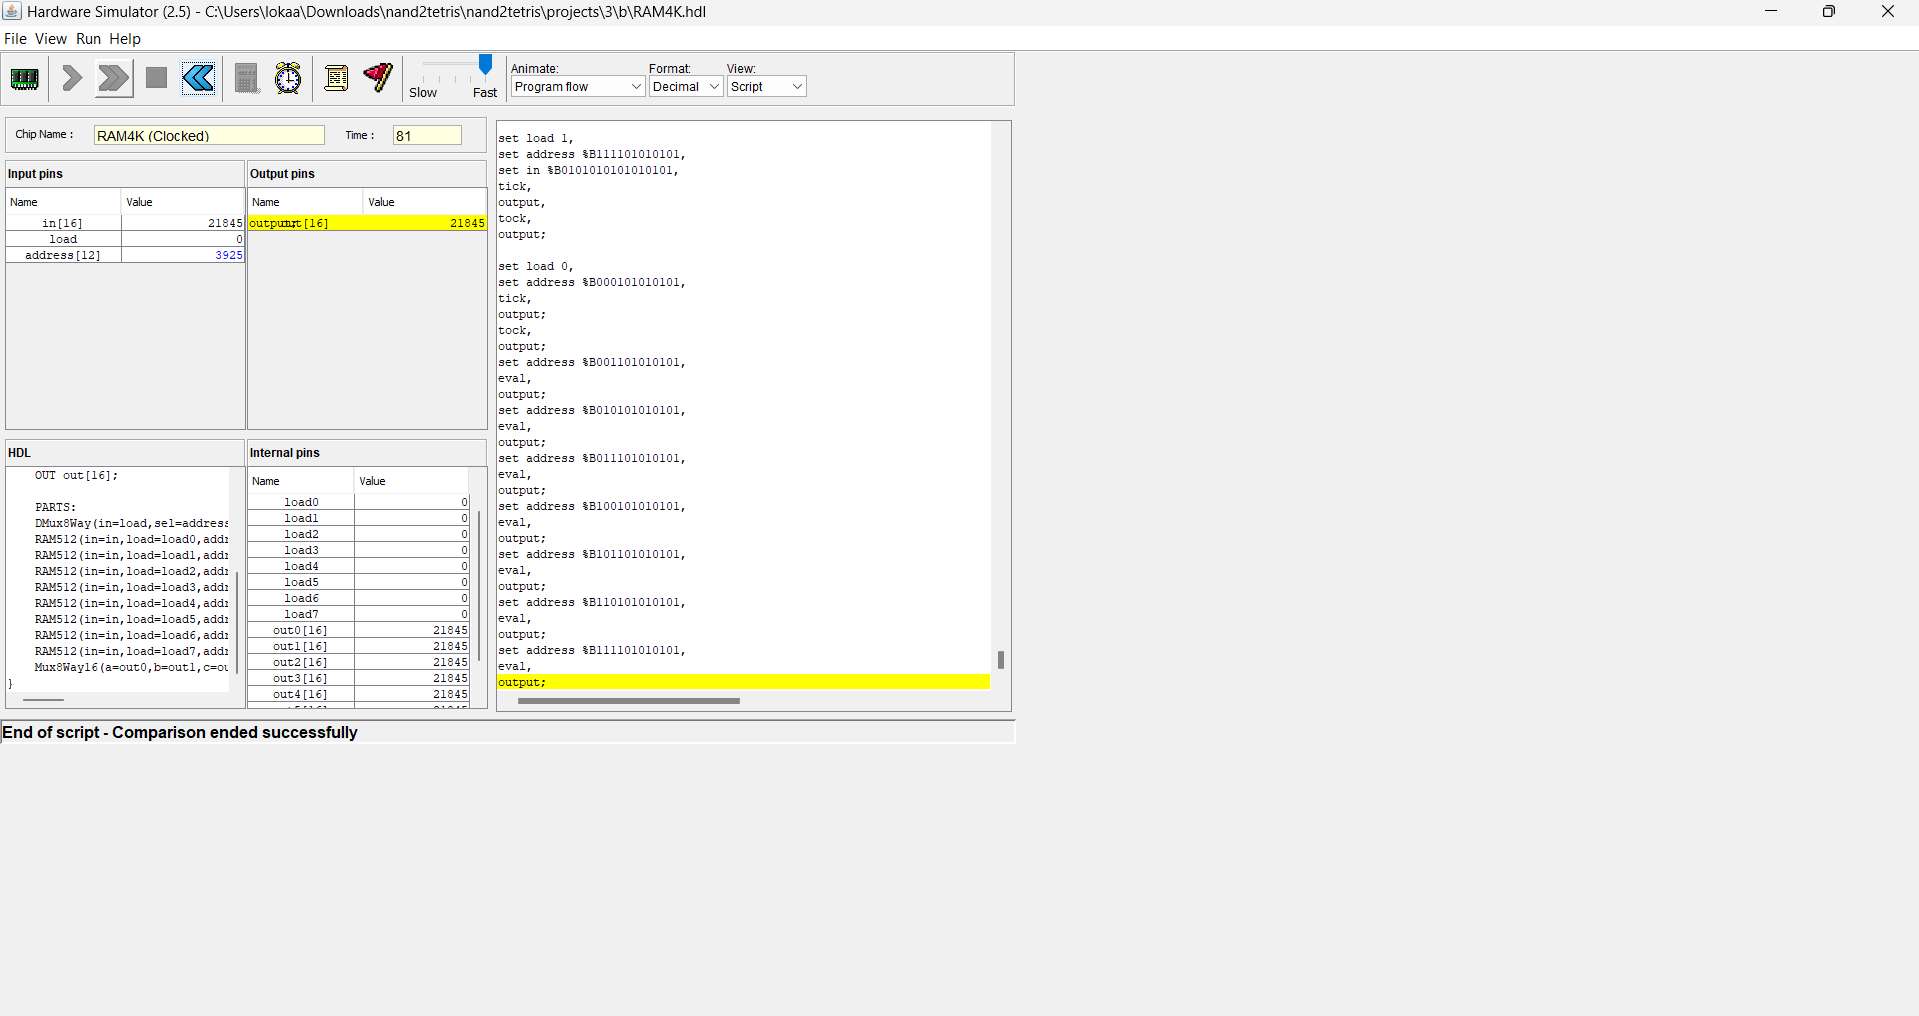 Hardware Simulator (2.5) - C:\Users\lokaa\Downloads\nand2tetris\nand2tetris\projects\3\b\RAM4K.hdl
File View Run Help
Slow Fast
Animate: Format: View:
Program flow Decimal Script
Chip Name : RAM4K (Clocked) Time : 81
Input pins
Name Value
in[16] 21845
load 0
address[12] 3925
Output pins
Name Value
[16] 21845
HDL
OUT out[16];
PARTS:
DMux8Way(in=load,sel=address
RAM512(in=in,load=load0,addr
RAM512(in=in,load=load1,addr
RAM512(in=in,load=load2,addr
RAM512(in=in,load=load3,addr
RAM512(in=in,load=load4,addr
RAM512(in=in,load=load5,addr
RAM512(in=in,load=load6,addr
RAM512(in=in,load=load7,addr
Mux8Way16(a=out0,b=out1,c=ou
}
Internal pins
Name Value
load0 0
load1 0
load2 0
load3 0
load4 0
load5 0
load6 0
load7 0
out0[16] 21845
out1[16] 21845
out2[16] 21845
out3[16] 21845
out4[16] 21845
set load 1,
set address %B111101010101,
set in %B0101010101010101,
tick,
output,
tock,
output;
set load 0,
set address %B000101010101,
tick,
output;
tock,
output;
set address %B001101010101,
eval,
output;
set address %B010101010101,
eval,
output;
set address %B011101010101,
eval,
output;
set address %B100101010101,
eval,
output;
set address %B101101010101,
eval,
output;
set address %B110101010101,
eval,
output;
set address %B111101010101,
eval,
output;
End of script - Comparison ended successfully